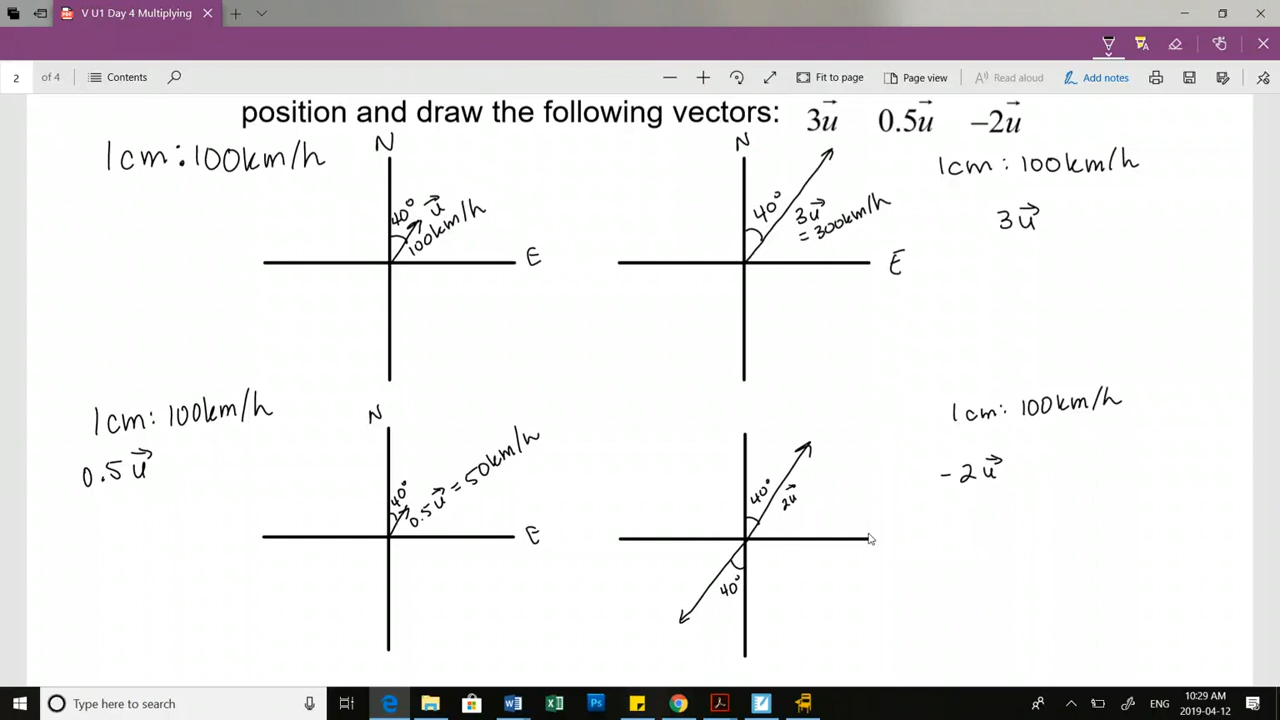 V U1 Day 4 Multiplying
2 of 4 Contents Fit to page Page view Read aloud Add notes
position and draw the following vectors: 3u⃗ 0.5u⃗ −2u⃗
1cm: 100km/h
N
40° u⃗
100km/h
E
N
40°
3u⃗
= 300km/h
E
1cm: 100km/h
3u⃗
1cm: 100km/h
0.5u⃗
N
40°
0.5u⃗ = 50km/h
E
40°
2u⃗
40°
1cm: 100km/h
-2u⃗
Type here to search
ENG
10:29 AM
2019-04-12